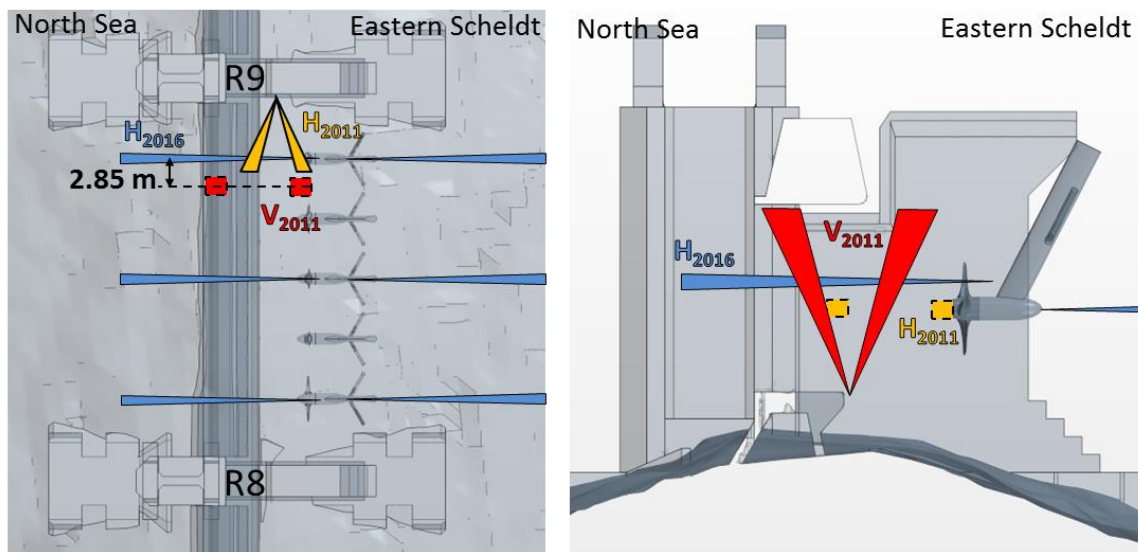 North Sea
Eastern Scheldt
R9
H2016
H2011
2.85 m
V2011
R8
North Sea
Eastern Scheldt
V2011
H2016
H2011